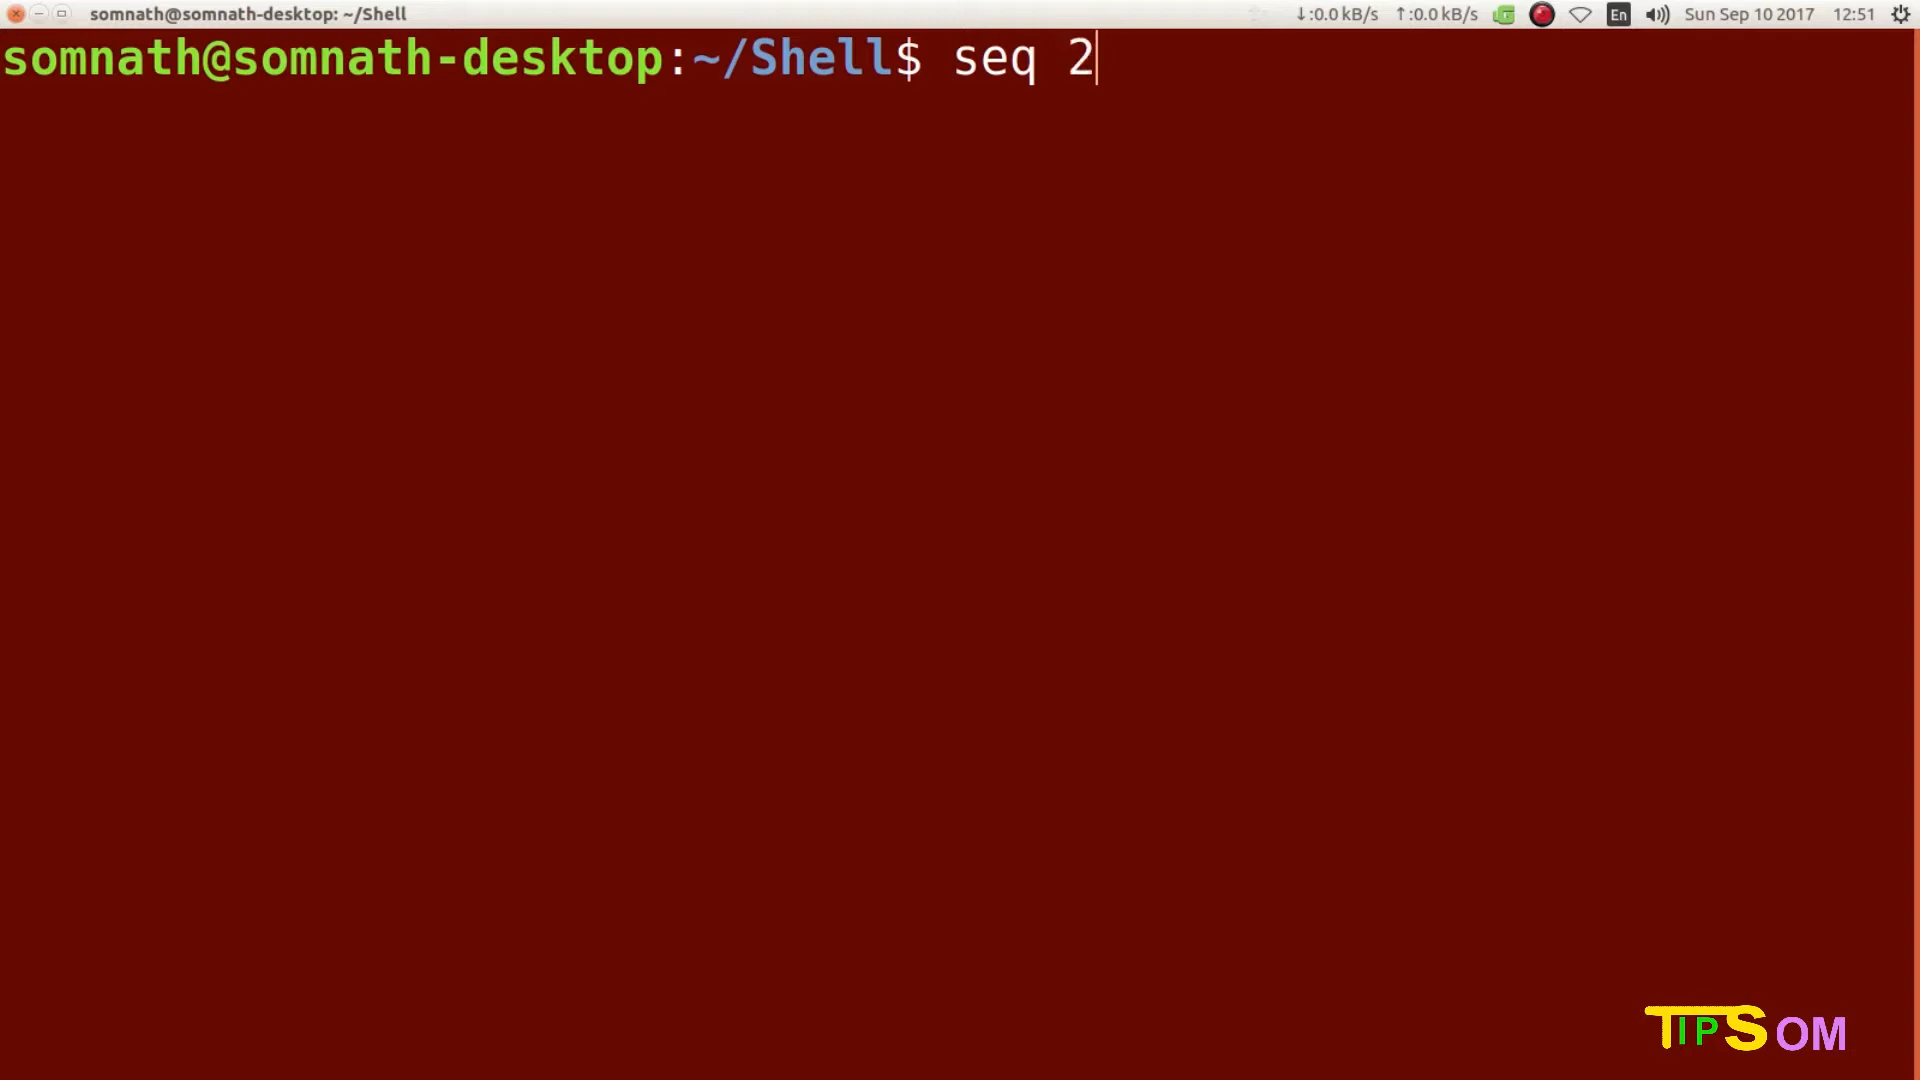 somnath@somnath-desktop: ~/Shell
↓:0.0 kB/s ↑:0.0 kB/s En Sun Sep 10 2017 12:51
somnath@somnath-desktop:~/Shell$ seq 2
TIPSOM